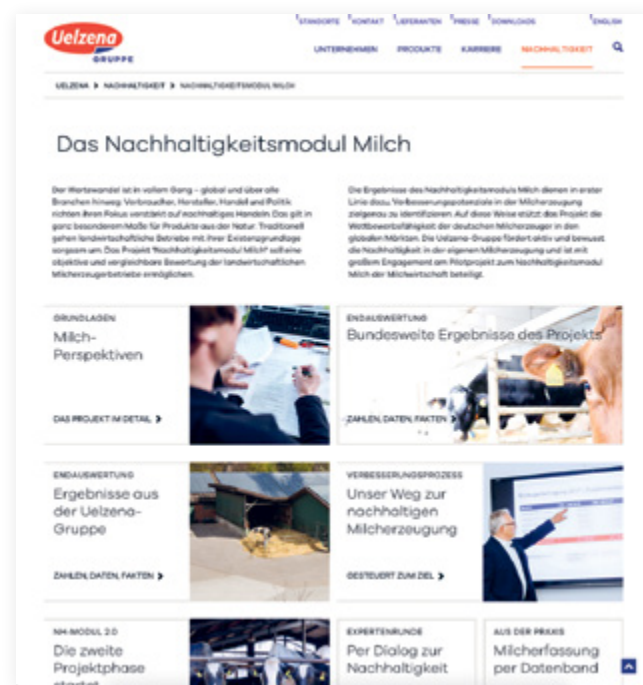 Uelzena
GRUPPE
STANDORTE KONTAKT LIEFERANTEN PRESSE DOWNLOADS ENGLISH
UNTERNEHMEN PRODUKTE KARRIERE NACHHALTIGKEIT
UELZENA > NACHHALTIGKEIT > NACHHALTIGKEITSMODUL MILCH
Das Nachhaltigkeitsmodul Milch
Der Wertewandel ist in vollem Gang – global und über alle
Branchen hinweg. Verbraucher, Hersteller, Handel und Politik
richten ihren Fokus verstärkt auf nachhaltiges Handeln. Das gilt in
ganz besonderem Maße für Produkte aus der Natur. Traditionell
gehen landwirtschaftliche Betriebe mit ihrer Existenzgrundlage
sorgsam um. Das Projekt "Nachhaltigkeitsmodul Milch" soll eine
objektive und vergleichbare Bewertung der landwirtschaftlichen
Milcherzeugerbetriebe ermöglichen.
Die Ergebnisse des Nachhaltigkeitsmoduls Milch dienen in erster
Linie dazu, Verbesserungspotenziale in der Milcherzeugung
zielgenau zu identifizieren. Auf diese Weise stützt das Projekt die
Wettbewerbsfähigkeit der deutschen Milcherzeuger in den
globalen Märkten. Die Uelzena-Gruppe fördert aktiv und bewusst
die Nachhaltigkeit in der eigenen Milcherzeugung und ist mit
großem Engagement am Pilotprojekt zum Nachhaltigkeitsmodul
Milch der Milchwirtschaft beteiligt.
GRUNDLAGEN
Milch-
Perspektiven
DAS PROJEKT IM DETAIL >
ENDAUSWERTUNG
Bundesweite Ergebnisse des Projekts
ZAHLEN, DATEN, FAKTEN >
ENDAUSWERTUNG
Ergebnisse aus
der Uelzena-
Gruppe
ZAHLEN, DATEN, FAKTEN >
VERBESSERUNGSPROZESS
Unser Weg zur
nachhaltigen
Milcherzeugung
GESTEUERT ZUM ZIEL >
NH-MODUL 2.0
Die zweite
Projektphase
startet
EXPERTENRUNDE
Per Dialog zur
Nachhaltigkeit
AUS DER PRAXIS
Milcherfassung
per Datenband